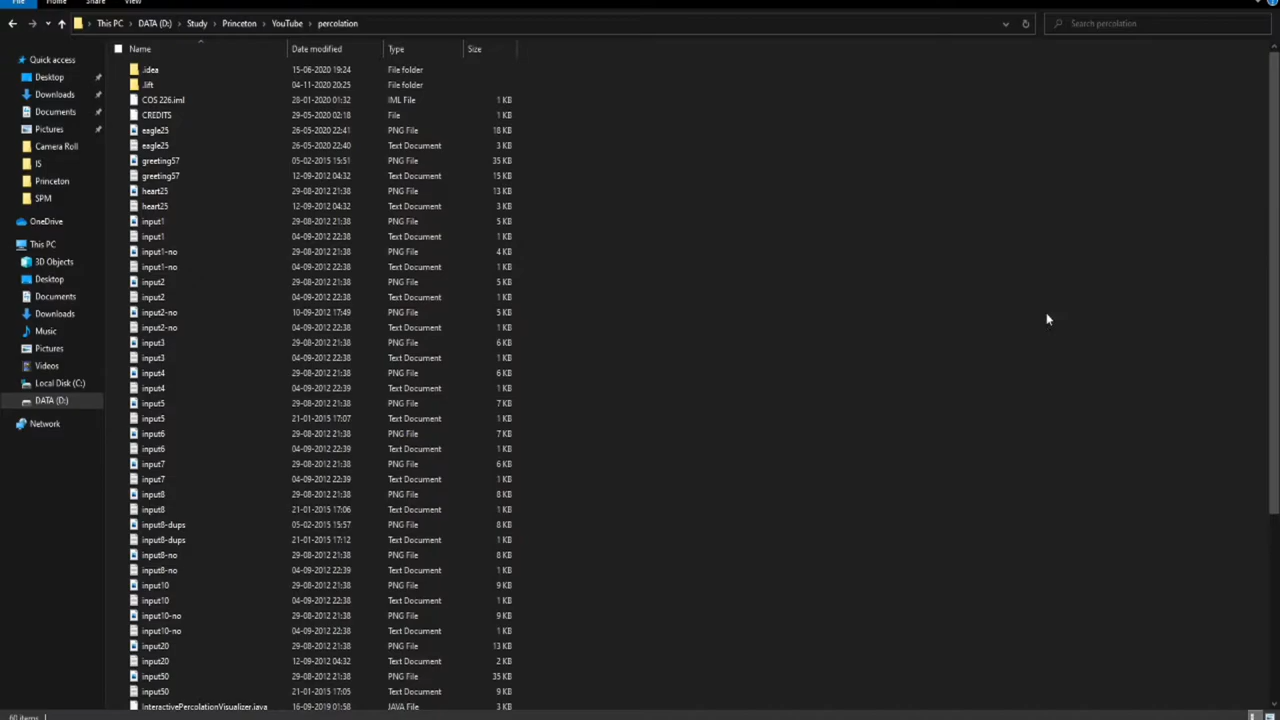 File Home Share View
This PC DATA (D:) Study Princeton YouTube percolation Search percolation
Name Date modified Type Size
Quick access
Desktop
Downloads
Documents
Pictures
Camera Roll
IS
Princeton
SPM
OneDrive
This PC
3D Objects
Desktop
Documents
Downloads
Music
Pictures
Videos
Local Disk (C:)
DATA (D:)
Network
.idea 15-06-2020 19:24 File folder
.lift 04-11-2020 20:25 File folder
COS 226.iml 28-01-2020 01:32 IML File 1 KB
CREDITS 29-05-2020 02:18 File 1 KB
eagle25 26-05-2020 22:41 PNG File 18 KB
eagle25 26-05-2020 22:40 Text Document 3 KB
greeting57 05-02-2015 15:51 PNG File 35 KB
greeting57 12-09-2012 04:32 Text Document 15 KB
heart25 29-08-2012 21:38 PNG File 13 KB
heart25 12-09-2012 04:32 Text Document 3 KB
input1 29-08-2012 21:38 PNG File 5 KB
input1 04-09-2012 22:38 Text Document 1 KB
input1-no 29-08-2012 21:38 PNG File 4 KB
input1-no 04-09-2012 22:38 Text Document 1 KB
input2 29-08-2012 21:38 PNG File 5 KB
input2 04-09-2012 22:38 Text Document 1 KB
input2-no 10-09-2012 17:49 PNG File 5 KB
input2-no 04-09-2012 22:38 Text Document 1 KB
input3 29-08-2012 21:38 PNG File 6 KB
input3 04-09-2012 22:38 Text Document 1 KB
input4 29-08-2012 21:38 PNG File 6 KB
input4 04-09-2012 22:39 Text Document 1 KB
input5 29-08-2012 21:38 PNG File 7 KB
input5 21-01-2015 17:07 Text Document 1 KB
input6 29-08-2012 21:38 PNG File 7 KB
input6 04-09-2012 22:39 Text Document 1 KB
input7 29-08-2012 21:38 PNG File 6 KB
input7 04-09-2012 22:39 Text Document 1 KB
input8 29-08-2012 21:38 PNG File 8 KB
input8 21-01-2015 17:06 Text Document 1 KB
input8-dups 05-02-2015 15:57 PNG File 8 KB
input8-dups 21-01-2015 17:12 Text Document 1 KB
input8-no 29-08-2012 21:38 PNG File 8 KB
input8-no 04-09-2012 22:39 Text Document 1 KB
input10 29-08-2012 21:38 PNG File 9 KB
input10 04-09-2012 22:38 Text Document 1 KB
input10-no 29-08-2012 21:38 PNG File 9 KB
input10-no 04-09-2012 22:38 Text Document 1 KB
input20 29-08-2012 21:38 PNG File 13 KB
input20 12-09-2012 04:32 Text Document 2 KB
input50 29-08-2012 21:38 PNG File 35 KB
input50 21-01-2015 17:05 Text Document 9 KB
InteractivePercolationVisualizer.java 16-09-2019 01:58 JAVA File 3 KB
60 items